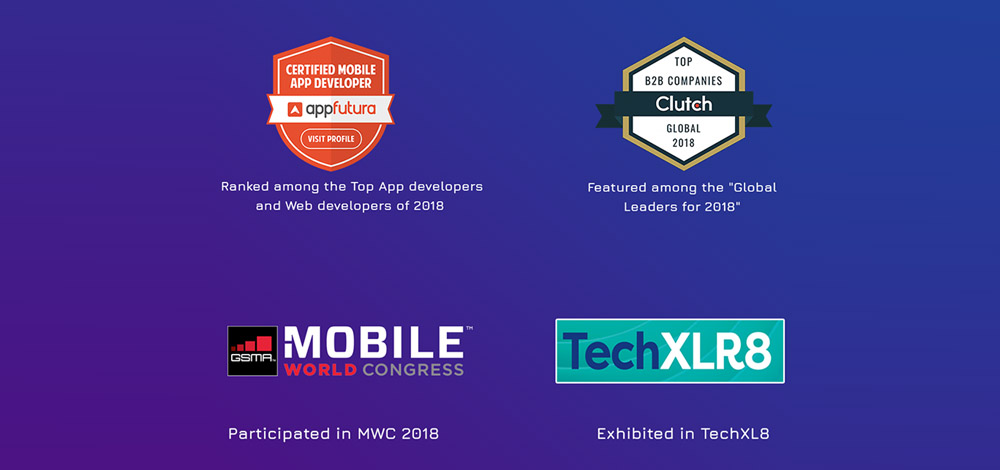 CERTIFIED MOBILE
APP DEVELOPER
appfutura
VISIT PROFILE
Ranked among the Top App developers
and Web developers of 2018
TOP
B2B COMPANIES
Clutch
GLOBAL
2018
Featured among the "Global
Leaders for 2018"
GSMA™
MOBILE™
WORLD CONGRESS
Participated in MWC 2018
TechXLR8
Exhibited in TechXL8